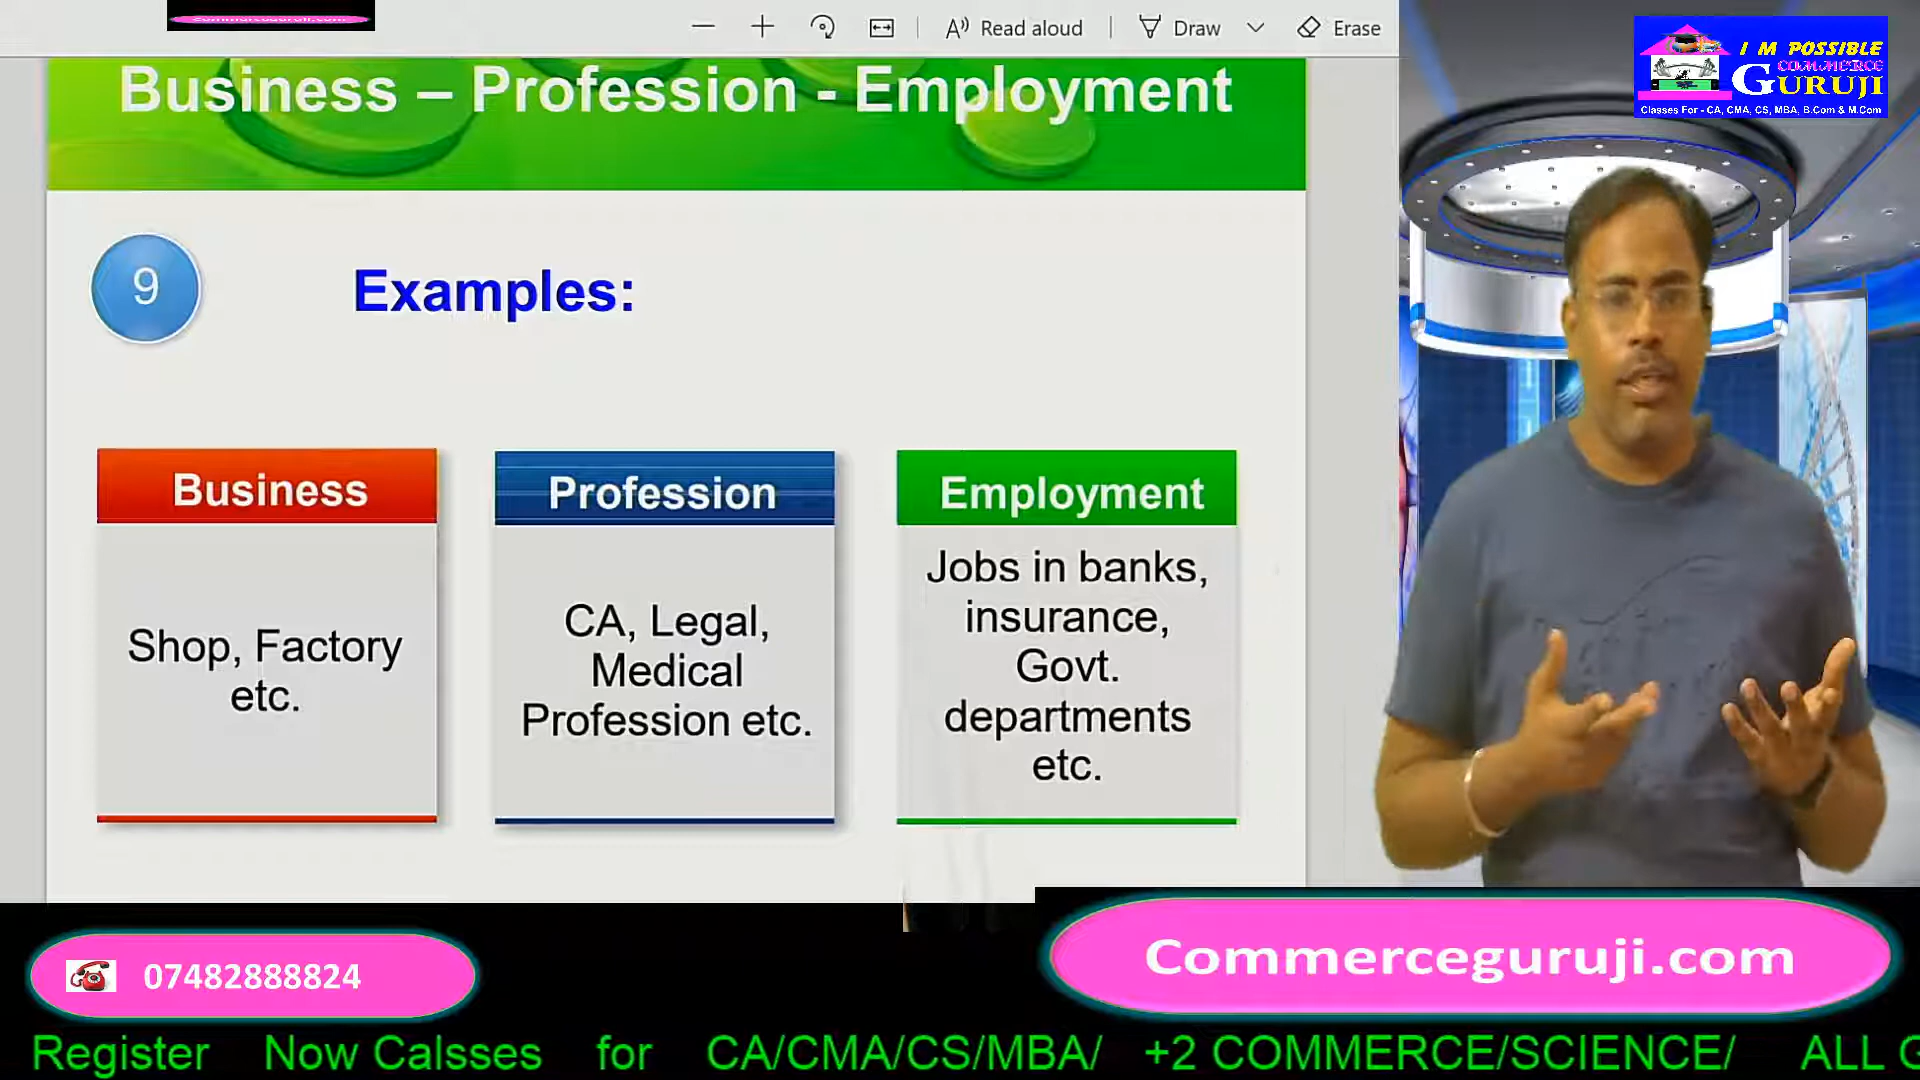 Commerceguruji.com
Read aloud
Draw
Erase
I M POSSIBLE
COMMERCE
GURUJI
Classes For - CA, CMA, CS, MBA, B.Com & M.Com
Business – Profession - Employment
9
Examples:
Business
Shop, Factory
etc.
Profession
CA, Legal,
Medical
Profession etc.
Employment
Jobs in banks,
insurance,
Govt.
departments
etc.
07482888824
Commerceguruji.com
Register Now Calsses for CA/CMA/CS/MBA/ +2 COMMERCE/SCIENCE/ ALL